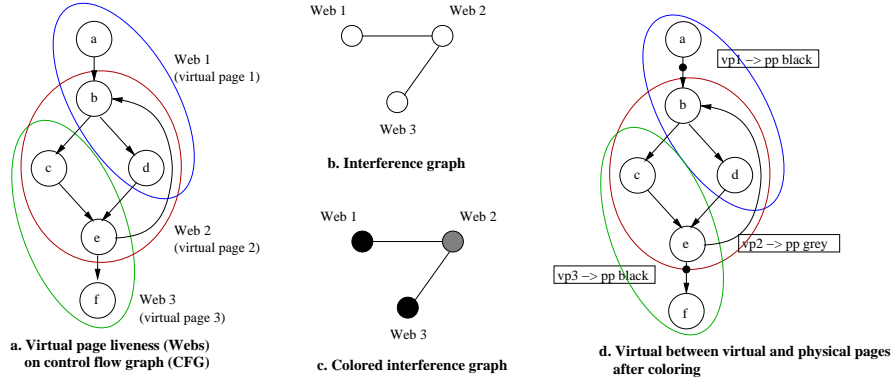 a
Web 1
(virtual page 1)
b
c
d
Web 2
(virtual page 2)
e
Web 3
(virtual page 3)
f
a. Virtual page liveness (Webs)
on control flow graph (CFG)
Web 1
Web 2
Web 3
b. Interference graph
Web 1
Web 2
Web 3
c. Colored interference graph
a
vp1 −> pp black
b
c
d
e
vp2 −> pp grey
vp3 −> pp black
f
d. Virtual between virtual and physical pages
after coloring